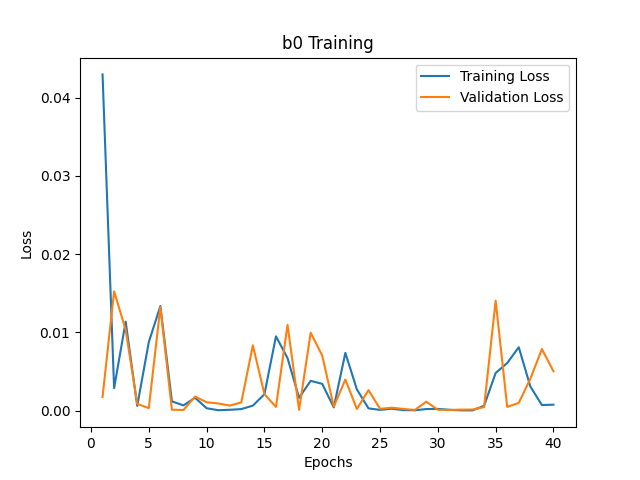 b0 Training
Training Loss
Validation Loss
0.04
0.03
0.02
0.01
0.00
Loss
0 5 10 15 20 25 30 35 40
Epochs